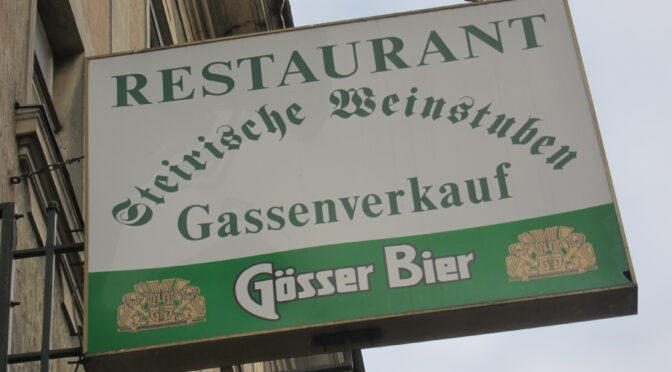 RESTAURANT
Steirische Weinstuben
Gassenverkauf
Gösser Bier